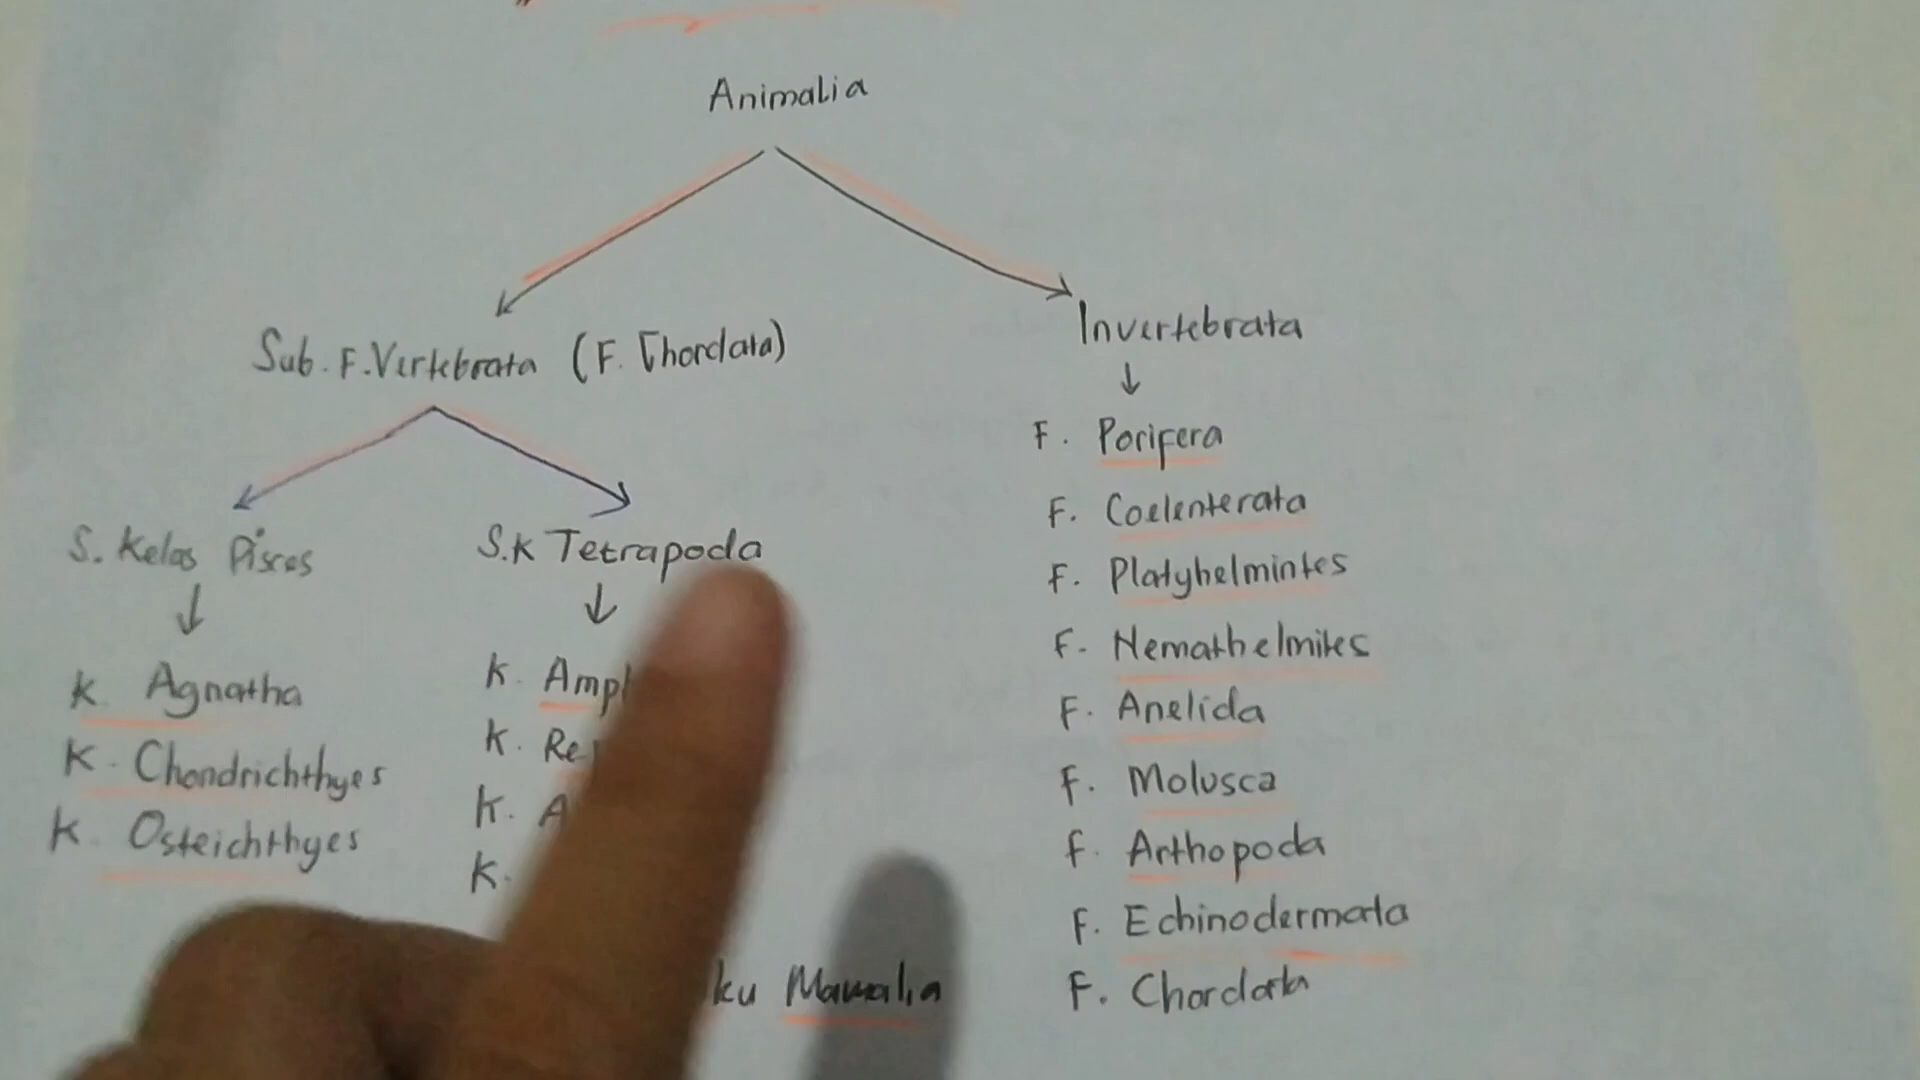 Animalia
Sub. F. Vertebrata (F. Chordata)
Invertebrata
S. Kelas Pisces
S.K Tetrapoda
K. Agnatha
K. Chondrichthyes
K. Osteichthyes
K. Amp
K. Re
K. A
K.
ku Mamalia
F. Porifera
F. Coelenterata
F. Platyhelmintes
F. Nemathelmites
F. Anelida
F. Molusca
F. Arthopoda
F. Echinodermata
F. Chordata